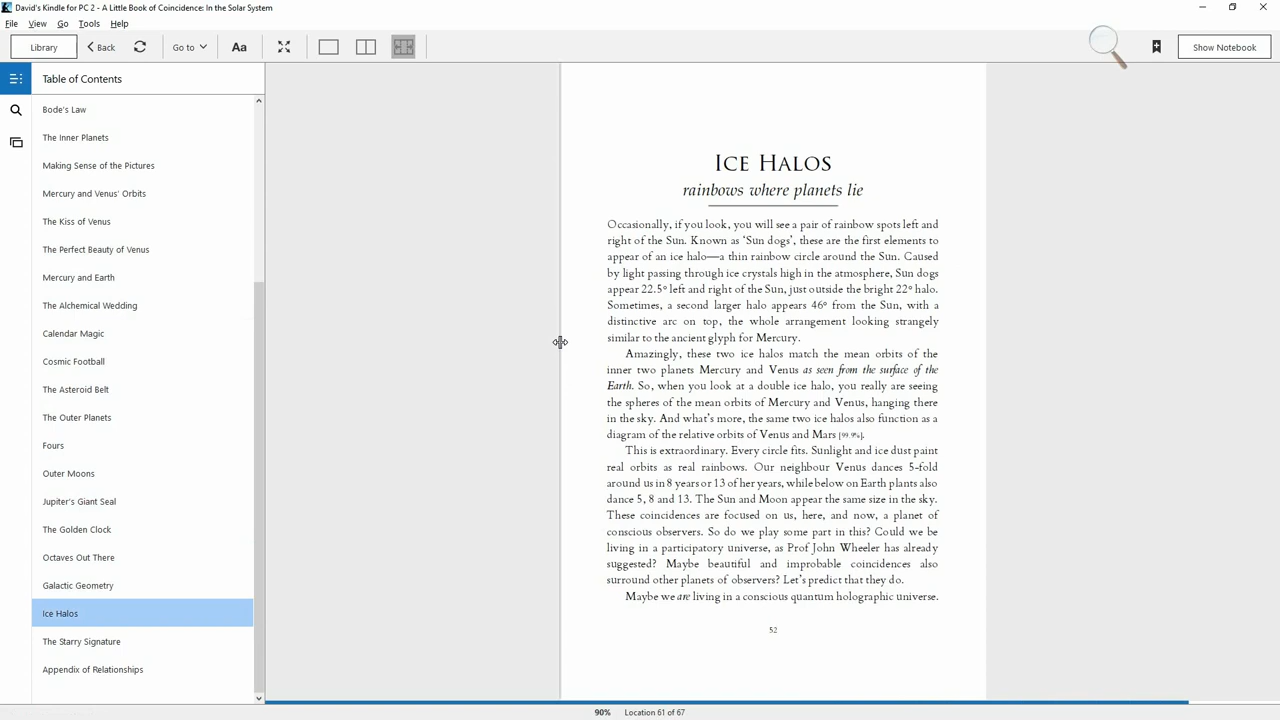 David's Kindle for PC 2 - A Little Book of Coincidence: In the Solar System
File View Go Tools Help
Library Back Go to Aa Show Notebook
Table of Contents
Bode's Law
The Inner Planets
Making Sense of the Pictures
Mercury and Venus' Orbits
The Kiss of Venus
The Perfect Beauty of Venus
Mercury and Earth
The Alchemical Wedding
Calendar Magic
Cosmic Football
The Asteroid Belt
The Outer Planets
Fours
Outer Moons
Jupiter's Giant Seal
The Golden Clock
Octaves Out There
Galactic Geometry
Ice Halos
The Starry Signature
Appendix of Relationships
Ice Halos
rainbows where planets lie
Occasionally, if you look, you will see a pair of rainbow spots left and
right of the Sun. Known as 'Sun dogs', these are the first elements to
appear of an ice halo—a thin rainbow circle around the Sun. Caused
by light passing through ice crystals high in the atmosphere, Sun dogs
appear 22.5° left and right of the Sun, just outside the bright 22° halo.
Sometimes, a second larger halo appears 46° from the Sun, with a
distinctive arc on top, the whole arrangement looking strangely
similar to the ancient glyph for Mercury.
Amazingly, these two ice halos match the mean orbits of the
inner two planets Mercury and Venus as seen from the surface of the
Earth. So, when you look at a double ice halo, you really are seeing
the spheres of the mean orbits of Mercury and Venus, hanging there
in the sky. And what's more, the same two ice halos also function as a
diagram of the relative orbits of Venus and Mars [99.9%].
This is extraordinary. Every circle fits. Sunlight and ice dust paint
real orbits as real rainbows. Our neighbour Venus dances 5-fold
around us in 8 years or 13 of her years, while below on Earth plants also
dance 5, 8 and 13. The Sun and Moon appear the same size in the sky.
These coincidences are focused on us, here, and now, a planet of
conscious observers. So do we play some part in this? Could we be
living in a participatory universe, as Prof John Wheeler has already
suggested? Maybe beautiful and improbable coincidences also
surround other planets of observers? Let's predict that they do.
Maybe we are living in a conscious quantum holographic universe.
52
90% Location 61 of 67